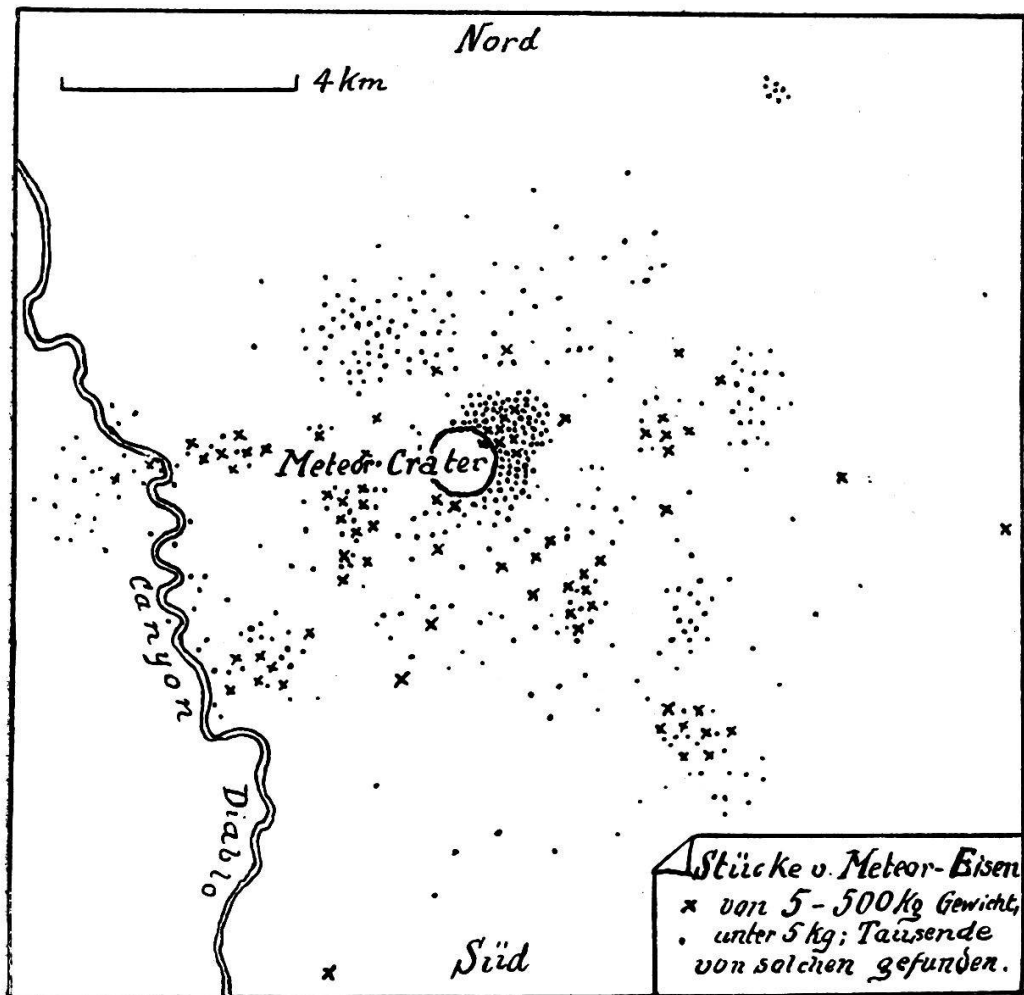 Nord
4 km
Meteor-Crater
Canyon
Diablo
Süd
Stücke v. Meteor-Eisen
x von 5-500 Kg Gewicht,
. unter 5 kg; Tausende
von solchen gefunden.